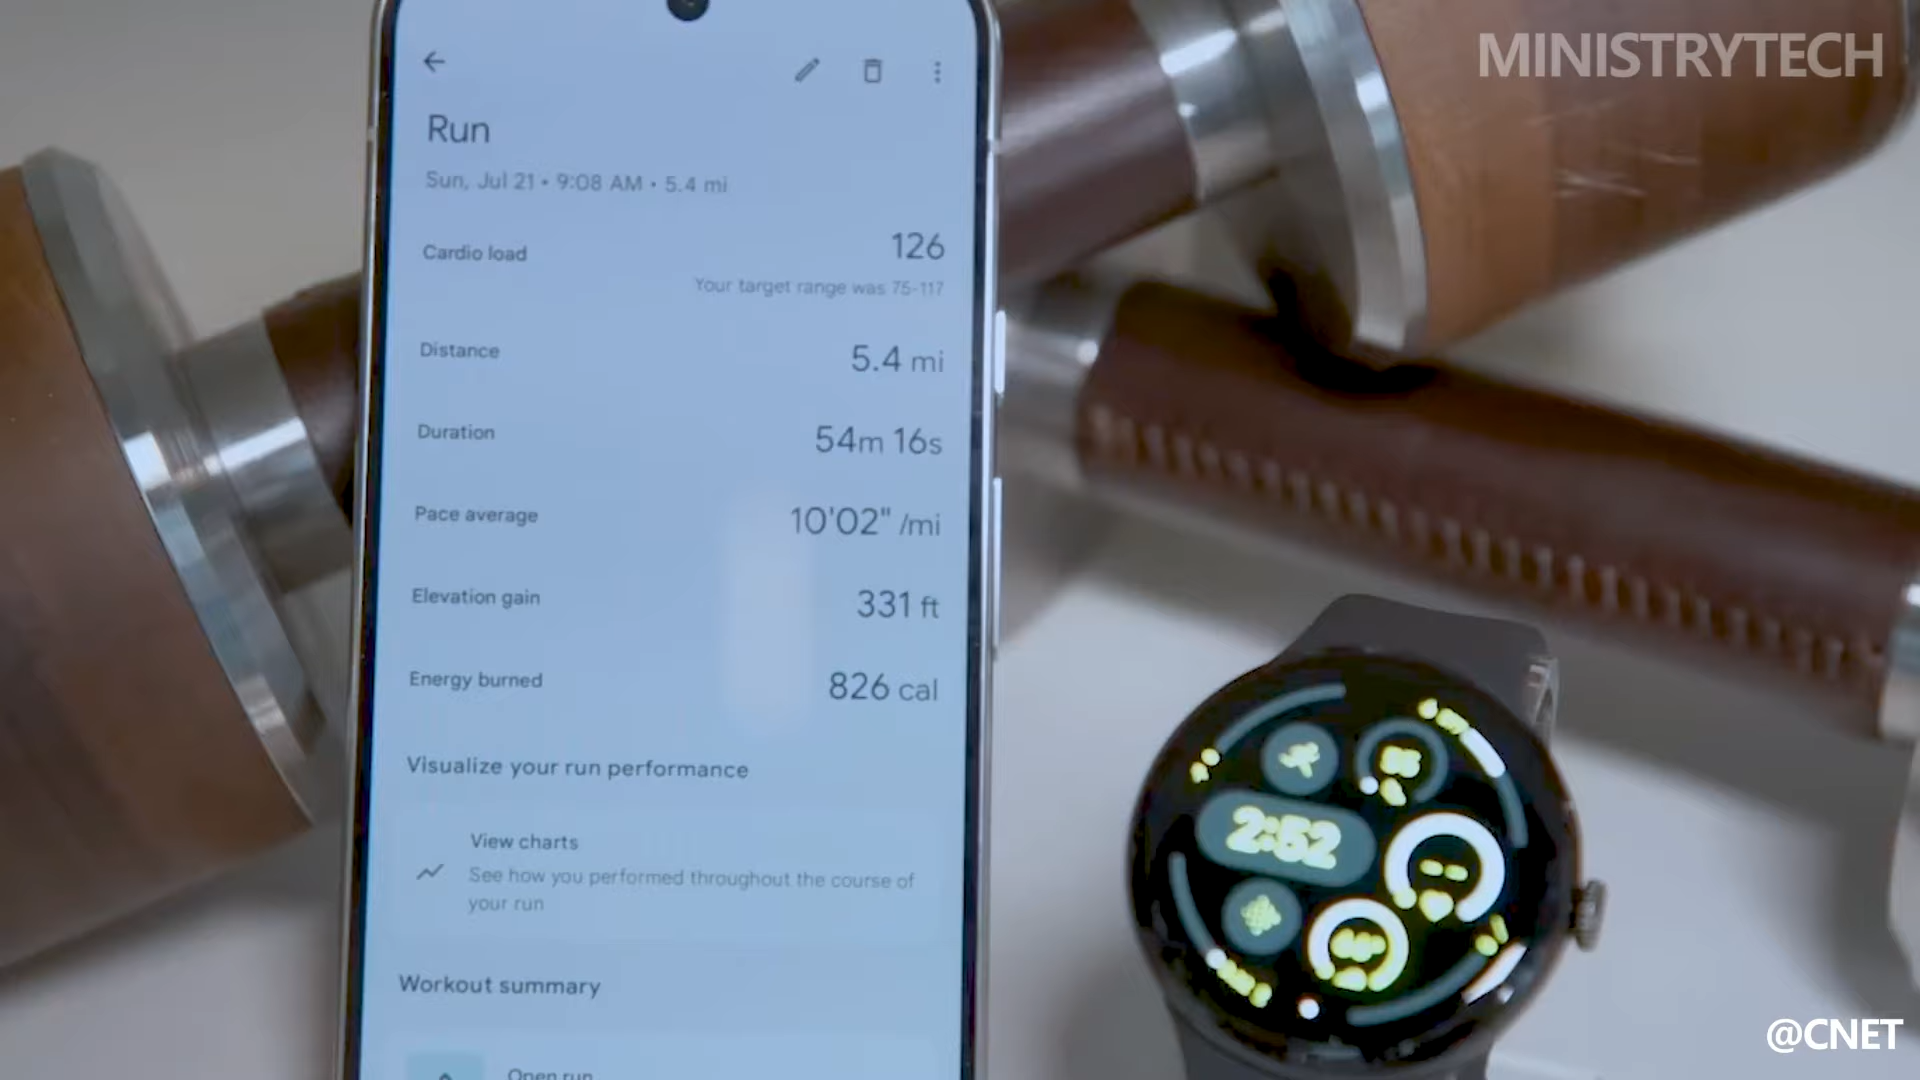 MINISTRYTECH
Run
Sun, Jul 21 • 9:08 AM • 5.4 mi
Cardio load
126
Your target range was 75-117
Distance
5.4 mi
Duration
54m 16s
Pace average
10'02" /mi
Elevation gain
331 ft
Energy burned
826 cal
Visualize your run performance
View charts
See how you performed throughout the course of
your run
Workout summary
Open run
2:52
@CNET